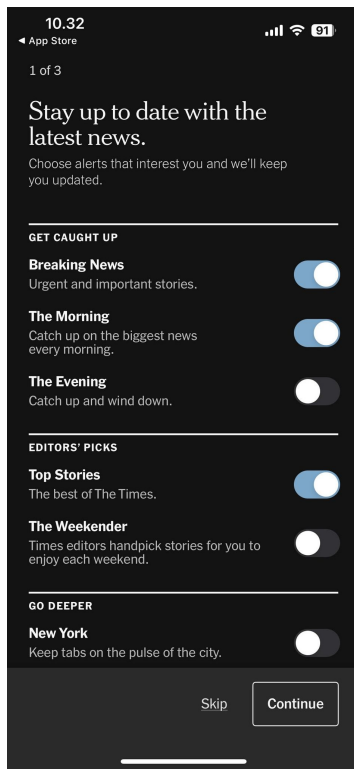 10.32
91
◀ App Store
1 of 3
Stay up to date with the
latest news.
Choose alerts that interest you and we’ll keep
you updated.
GET CAUGHT UP
Breaking News
Urgent and important stories.
The Morning
Catch up on the biggest news
every morning.
The Evening
Catch up and wind down.
EDITORS’ PICKS
Top Stories
The best of The Times.
The Weekender
Times editors handpick stories for you to
enjoy each weekend.
GO DEEPER
New York
Keep tabs on the pulse of the city.
Skip
Continue